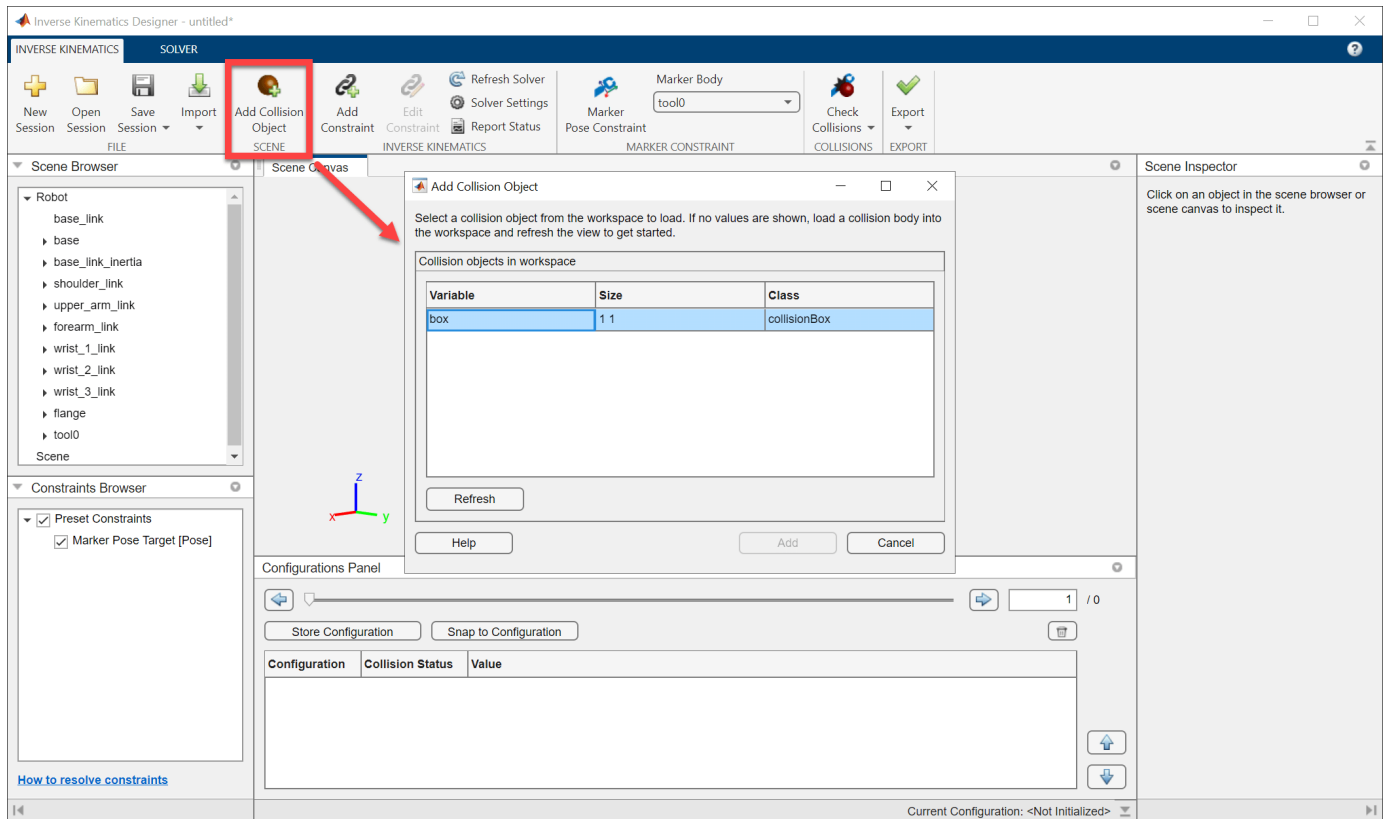 Inverse Kinematics Designer - untitled*
INVERSE KINEMATICS
SOLVER
New
Session
Open
Session
Save
Session
Import
FILE
Add Collision
Object
SCENE
Add
Constraint
Edit
Constraint
Refresh Solver
Solver Settings
Report Status
INVERSE KINEMATICS
Marker
Pose Constraint
Marker Body
tool0
MARKER CONSTRAINT
Check
Collisions
COLLISIONS
Export
EXPORT
Scene Browser
Robot
base_link
base
base_link_inertia
shoulder_link
upper_arm_link
forearm_link
wrist_1_link
wrist_2_link
wrist_3_link
flange
tool0
Scene
Constraints Browser
Preset Constraints
Marker Pose Target [Pose]
How to resolve constraints
Scene Canvas
z
x
y
Add Collision Object
Select a collision object from the workspace to load. If no values are shown, load a collision body into
the workspace and refresh the view to get started.
Collision objects in workspace
Variable Size Class
box 1 1 collisionBox
Refresh
Help Add Cancel
Configurations Panel
1 / 0
Store Configuration Snap to Configuration
Configuration Collision Status Value
Current Configuration: <Not Initialized>
Scene Inspector
Click on an object in the scene browser or
scene canvas to inspect it.